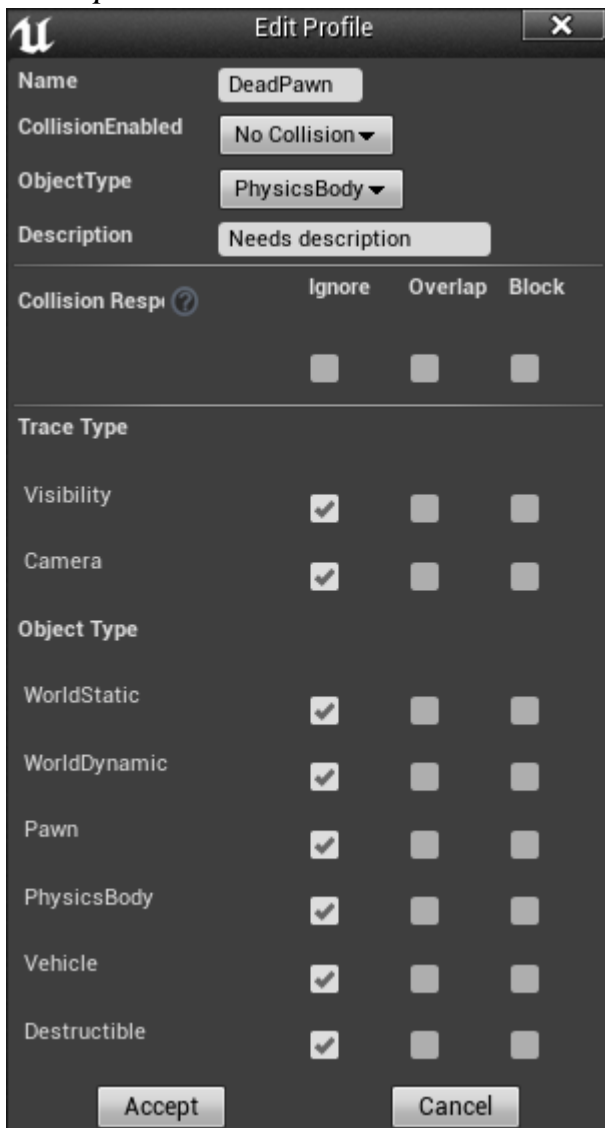 Edit Profile
Name DeadPawn
CollisionEnabled No Collision
ObjectType PhysicsBody
Description Needs description
Collision Resp Ignore Overlap Block
Trace Type
Visibility
Camera
Object Type
WorldStatic
WorldDynamic
Pawn
PhysicsBody
Vehicle
Destructible
Accept Cancel